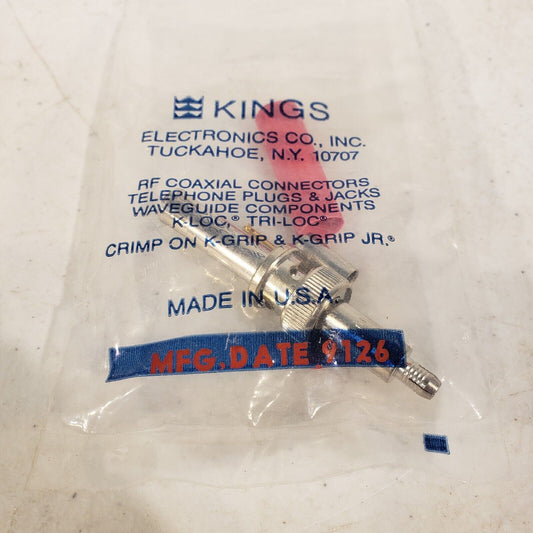 KINGS
ELECTRONICS CO., INC.
TUCKAHOE, N.Y. 10707
RF COAXIAL CONNECTORS
TELEPHONE PLUGS & JACKS
WAVEGUIDE COMPONENTS
K-LOC® TRI-LOC®
CRIMP ON K-GRIP & K-GRIP JR.®
MADE IN U.S.A.
MFG. DATE 9126